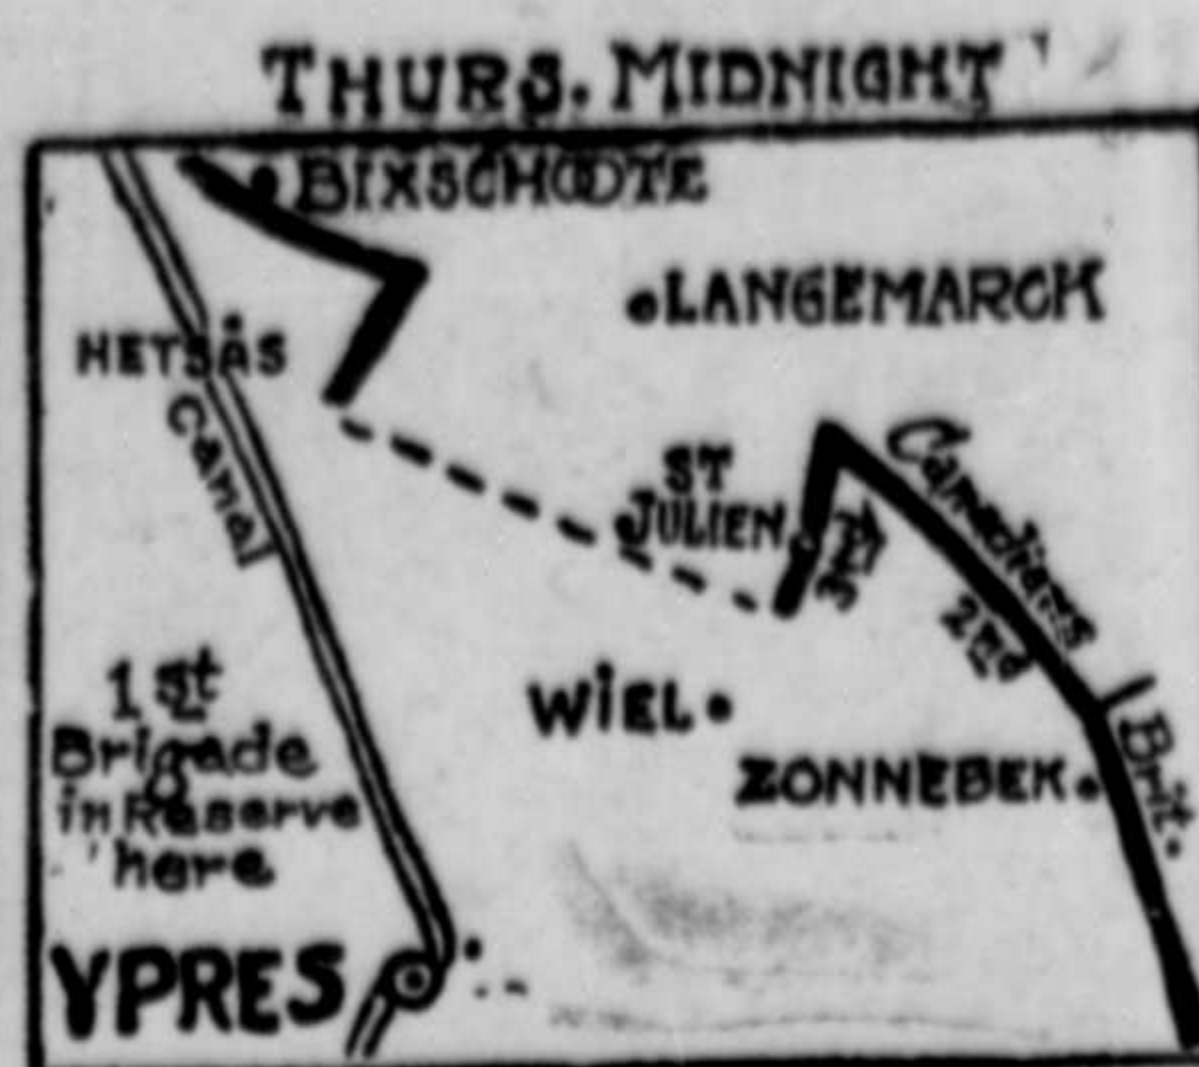 THURS. MIDNIGHT
BIXSCHOOTE
LANGEMARCK
HETSAS
Canal
ST
JULIEN
Canadians
3rd
2nd
1st
Brigade
in Reserve
here
WIEL
ZONNEBEK
Brit.
YPRES